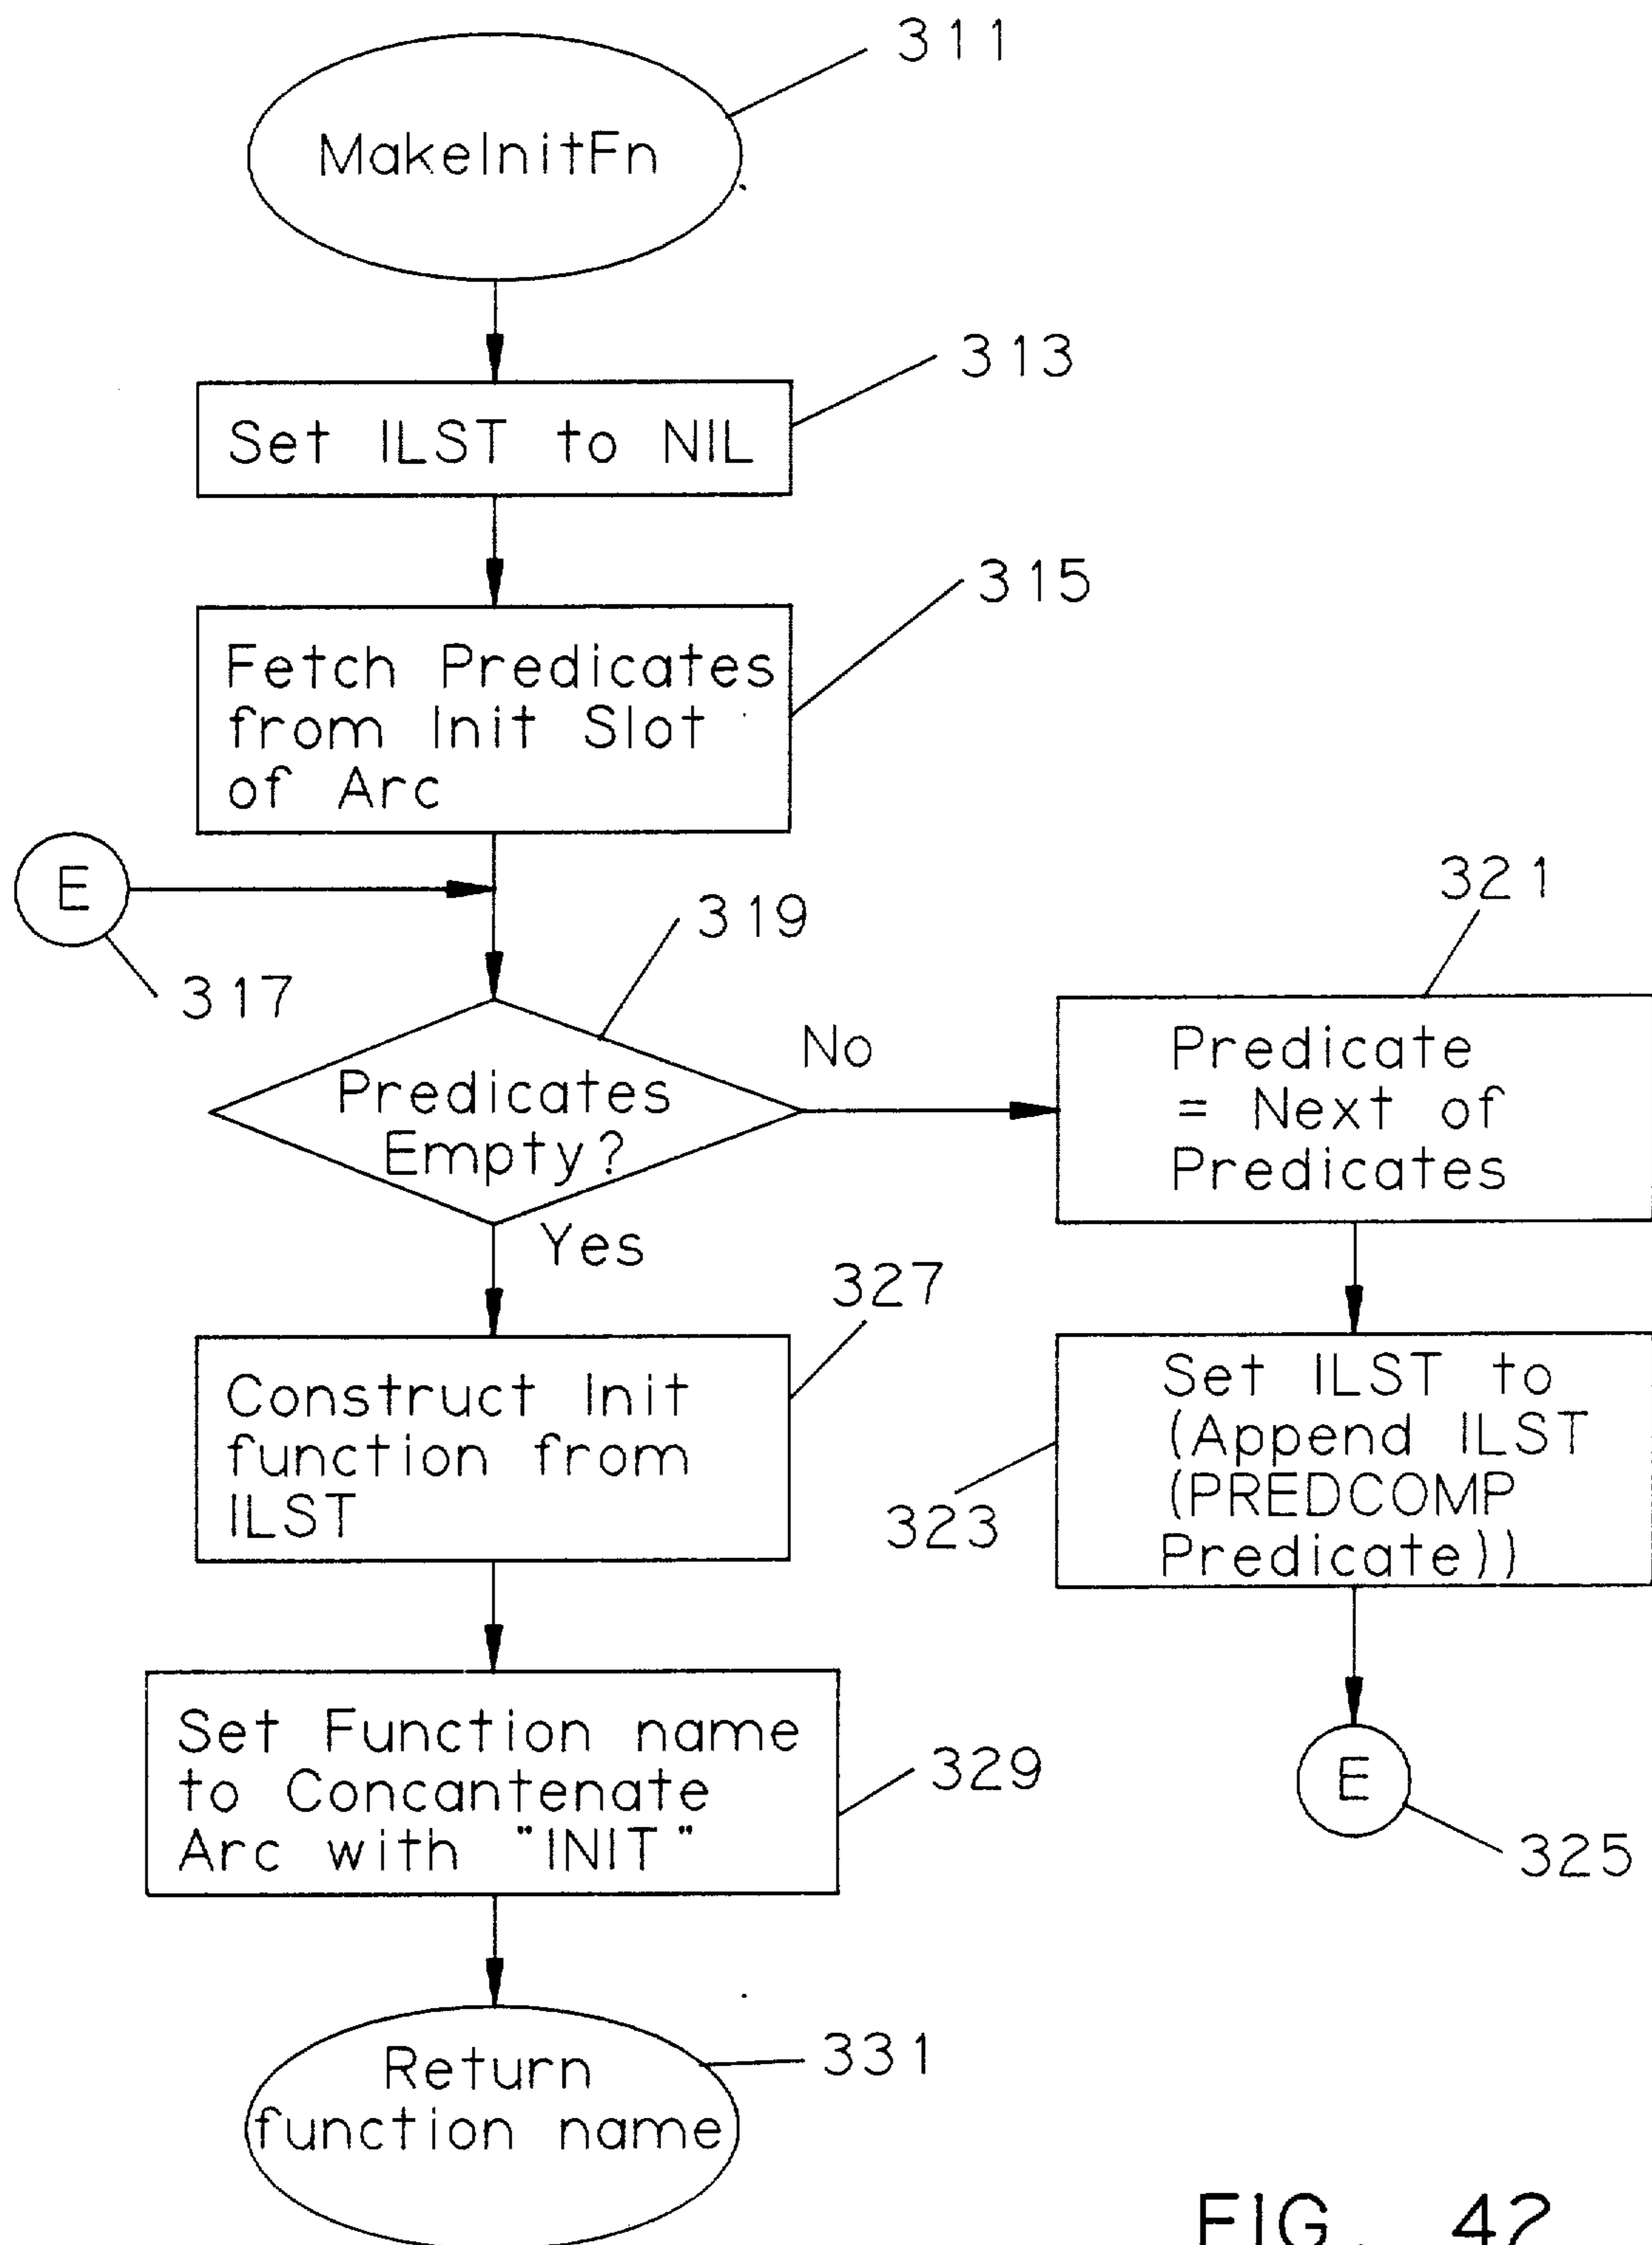 311
MakeInitFn
313
Set ILST to NIL
315
Fetch Predicates
from Init Slot
of Arc
E
317
319
321
Predicates
Empty?
No
Yes
Predicate
= Next of
Predicates
327
Construct Init
function from
ILST
Set ILST to
(Append ILST
(PREDCOMP
Predicate))
323
Set Function name
to Concantenate
Arc with "INIT"
329
E
325
Return
function name
331
FIG. 42